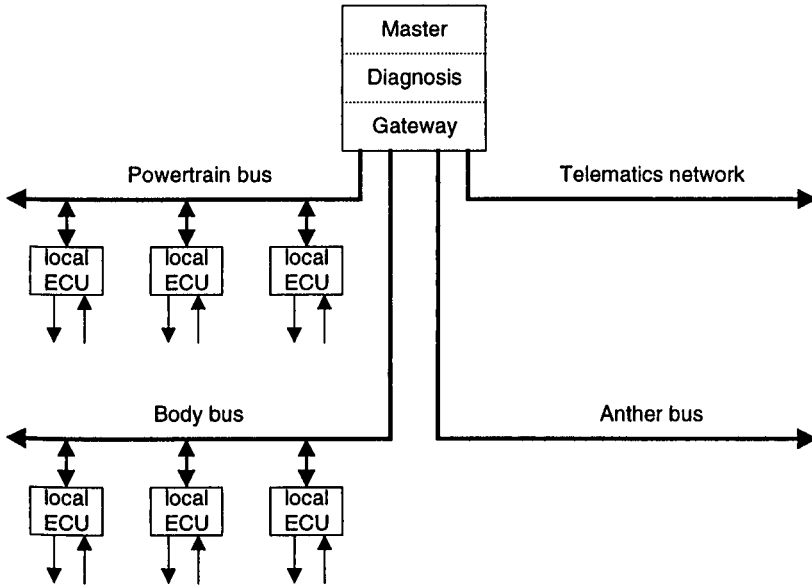 Master
Diagnosis
Gateway
Powertrain bus
Telematics network
local
ECU
local
ECU
local
ECU
Body bus
Anther bus
local
ECU
local
ECU
local
ECU